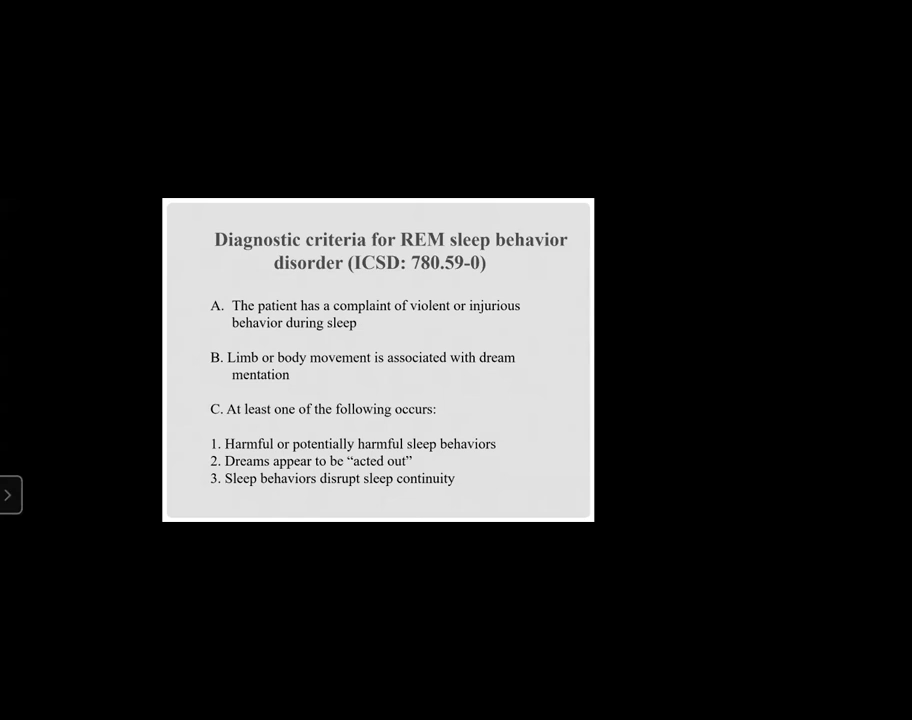 Diagnostic criteria for REM sleep behavior
disorder (ICSD: 780.59-0)
A. The patient has a complaint of violent or injurious
behavior during sleep
B. Limb or body movement is associated with dream
mentation
C. At least one of the following occurs:
1. Harmful or potentially harmful sleep behaviors
2. Dreams appear to be “acted out”
3. Sleep behaviors disrupt sleep continuity